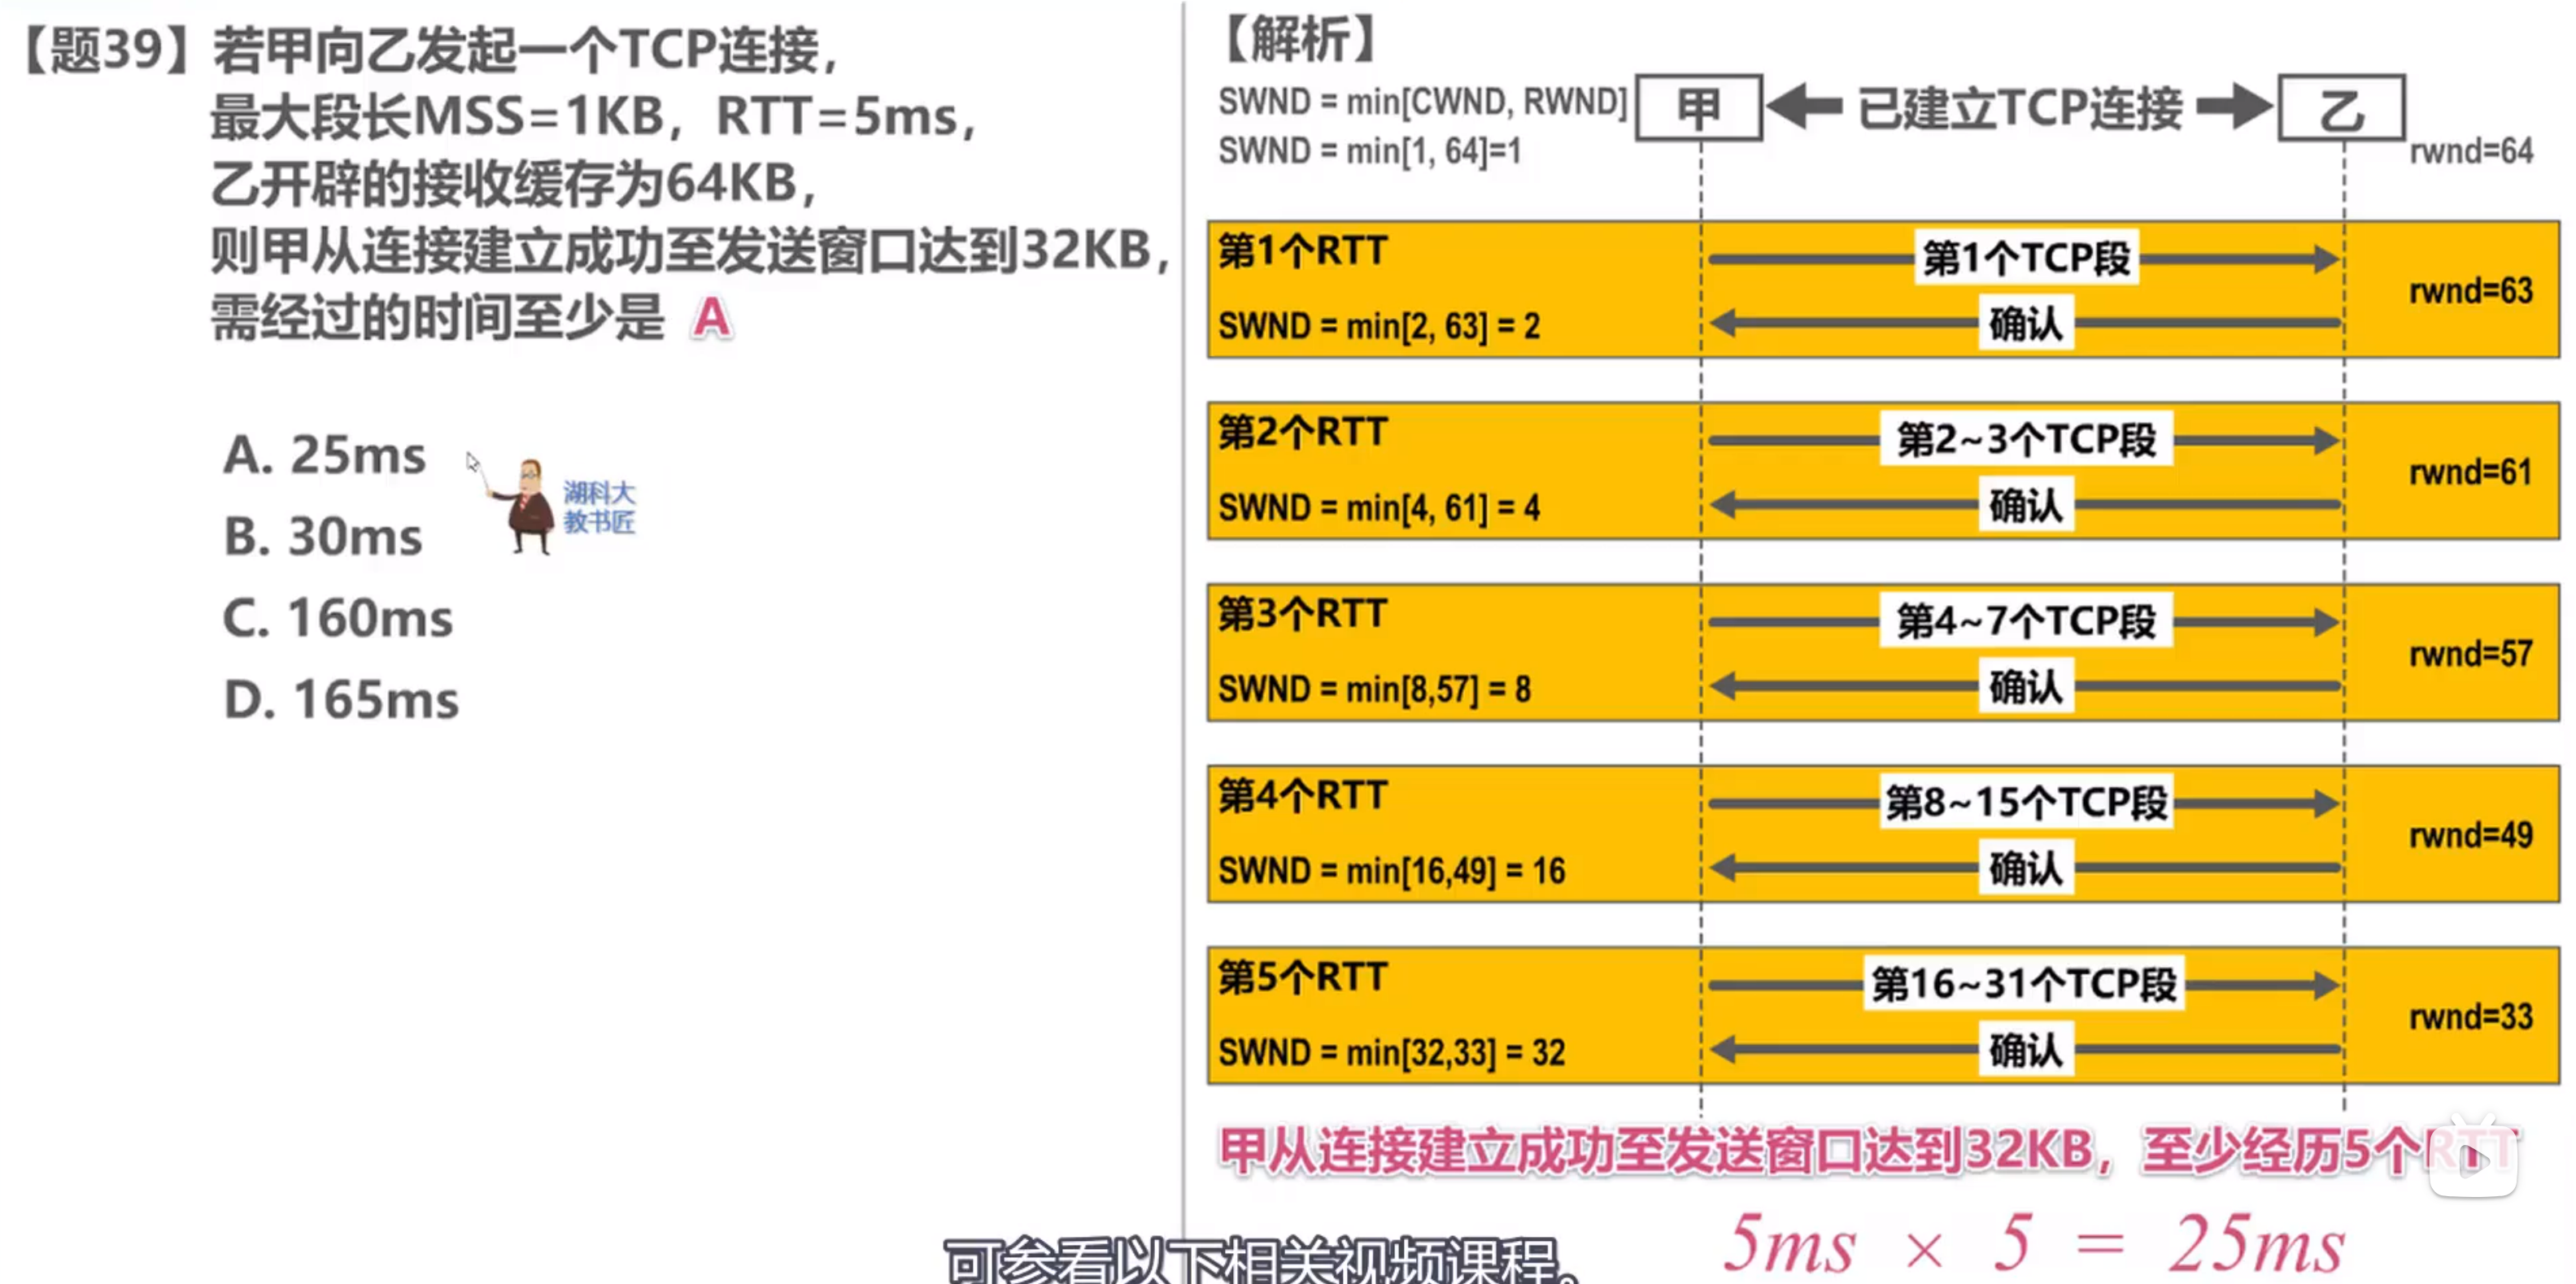 【题39】若甲向乙发起一个TCP连接，
最大段长MSS=1KB，RTT=5ms，
乙开辟的接收缓存为64KB，
则甲从连接建立成功至发送窗口达到32KB，
需经过的时间至少是 A
A. 25ms
B. 30ms
C. 160ms
D. 165ms
湖科大
教书匠
【解析】
SWND = min[CWND, RWND]
SWND = min[1, 64]=1
甲
已建立TCP连接
乙
rwnd=64
第1个RTT
第1个TCP段
rwnd=63
SWND = min[2, 63] = 2
确认
第2个RTT
第2~3个TCP段
rwnd=61
SWND = min[4, 61] = 4
确认
第3个RTT
第4~7个TCP段
rwnd=57
SWND = min[8,57] = 8
确认
第4个RTT
第8~15个TCP段
rwnd=49
SWND = min[16,49] = 16
确认
第5个RTT
第16~31个TCP段
rwnd=33
SWND = min[32,33] = 32
确认
甲从连接建立成功至发送窗口达到32KB，至少经历5个RTT
5ms × 5 = 25ms
可参看以下相关视频课程。